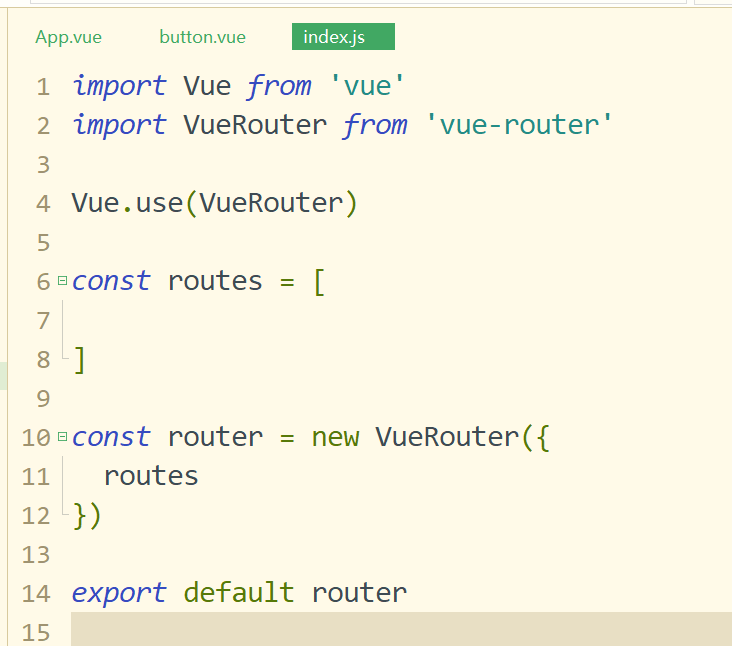 App.vue button.vue index.js
1 import Vue from 'vue'
2 import VueRouter from 'vue-router'
3
4 Vue.use(VueRouter)
5
6 const routes = [
7
8 ]
9
10 const router = new VueRouter({
11   routes
12 })
13
14 export default router
15